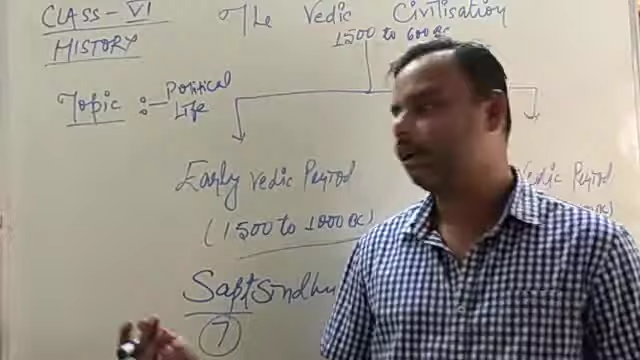 CLASS-VI The Vedic Civilisation
HISTORY 1500 to 600 BC
Topic :- Political
Life
Early Vedic Period Vedic Period
(1500 to 1000 BC) BC)
SaptSindhu
7